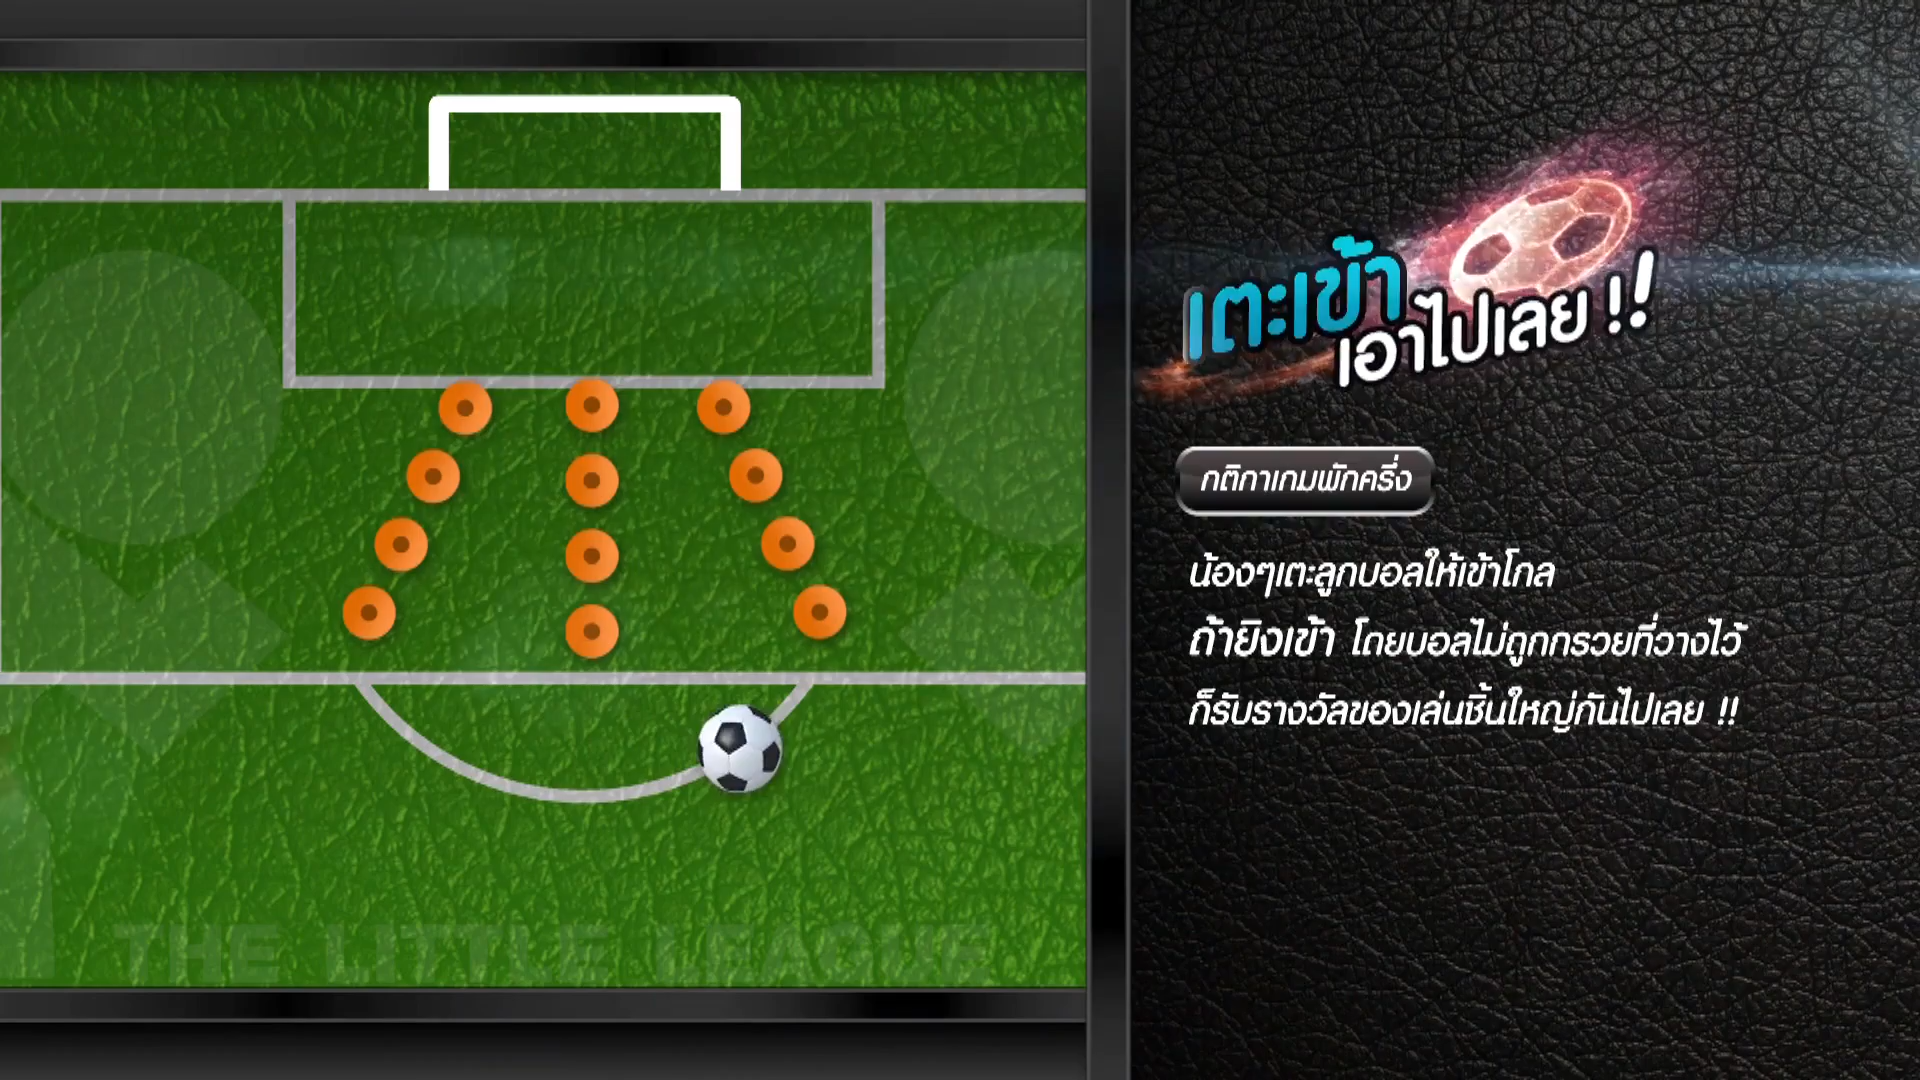 เตะเข้า
เอาไปเลย !!
กติกาเกมพักครึ่ง
น้องๆเตะลูกบอลให้เข้าโกล
ถ้ายิงเข้า โดยบอลไม่ถูกกรวยที่วางไว้
ก็รับรางวัลของเล่นชิ้นใหญ่กันไปเลย !!
THE LITTLE LEAGUE